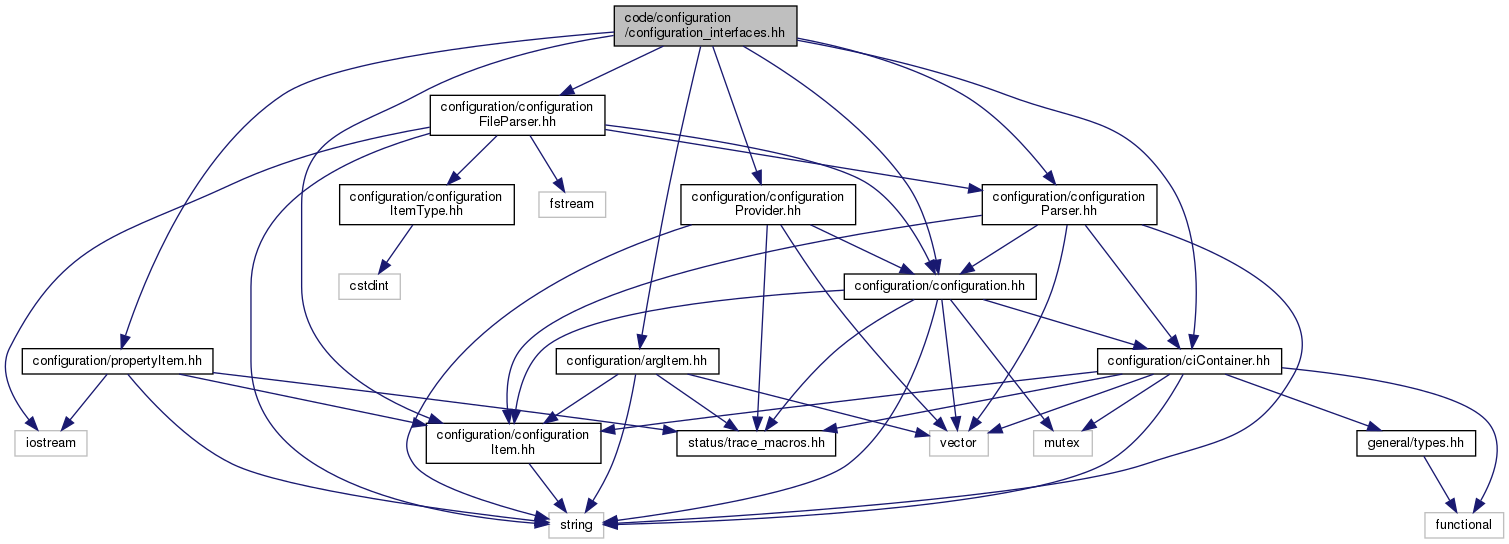 code/configuration
/configuration_interfaces.hh
configuration/configuration
FileParser.hh
configuration/configuration
ItemType.hh
fstream
configuration/configuration
Provider.hh
configuration/configuration
Parser.hh
cstdint
configuration/configuration.hh
configuration/propertyItem.hh
configuration/argItem.hh
configuration/ciContainer.hh
iostream
configuration/configuration
Item.hh
status/trace_macros.hh
vector
mutex
general/types.hh
string
functional